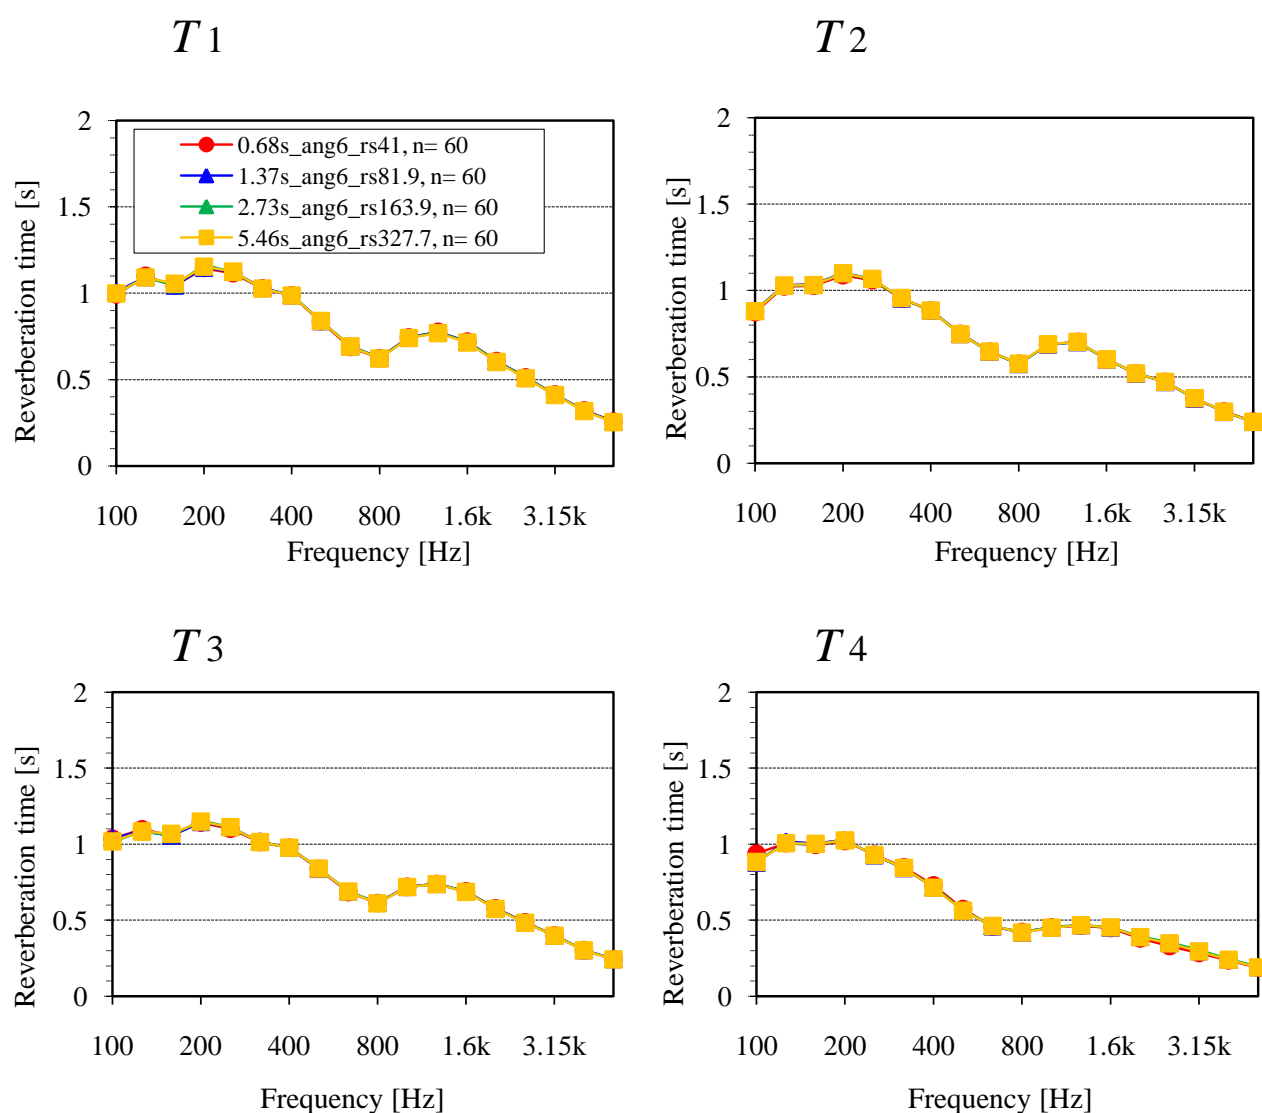 T 1
Reverberation time [s]
2
1.5
1
0.5
0
0.68s_ang6_rs41, n= 60
1.37s_ang6_rs81.9, n= 60
2.73s_ang6_rs163.9, n= 60
5.46s_ang6_rs327.7, n= 60
100 200 400 800 1.6k 3.15k
Frequency [Hz]
T 2
Reverberation time [s]
2
1.5
1
0.5
0
100 200 400 800 1.6k 3.15k
Frequency [Hz]
T 3
Reverberation time [s]
2
1.5
1
0.5
0
100 200 400 800 1.6k 3.15k
Frequency [Hz]
T 4
Reverberation time [s]
2
1.5
1
0.5
0
100 200 400 800 1.6k 3.15k
Frequency [Hz]